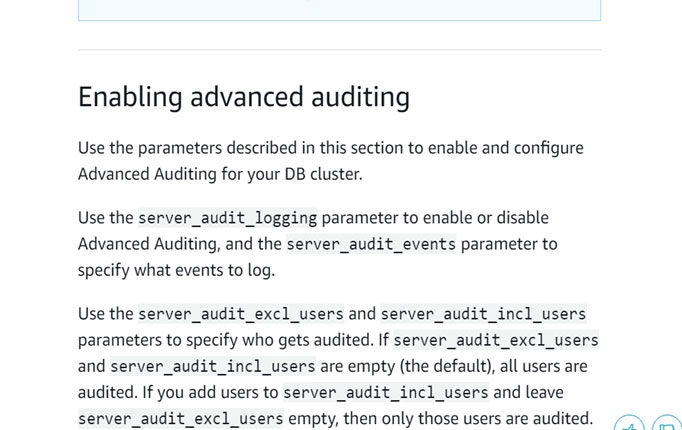 Enabling advanced auditing
Use the parameters described in this section to enable and configure
Advanced Auditing for your DB cluster.
Use the server_audit_logging parameter to enable or disable
Advanced Auditing, and the server_audit_events parameter to
specify what events to log.
Use the server_audit_excl_users and server_audit_incl_users
parameters to specify who gets audited. If server_audit_excl_users
and server_audit_incl_users are empty (the default), all users are
audited. If you add users to server_audit_incl_users and leave
server_audit_excl_users empty, then only those users are audited.